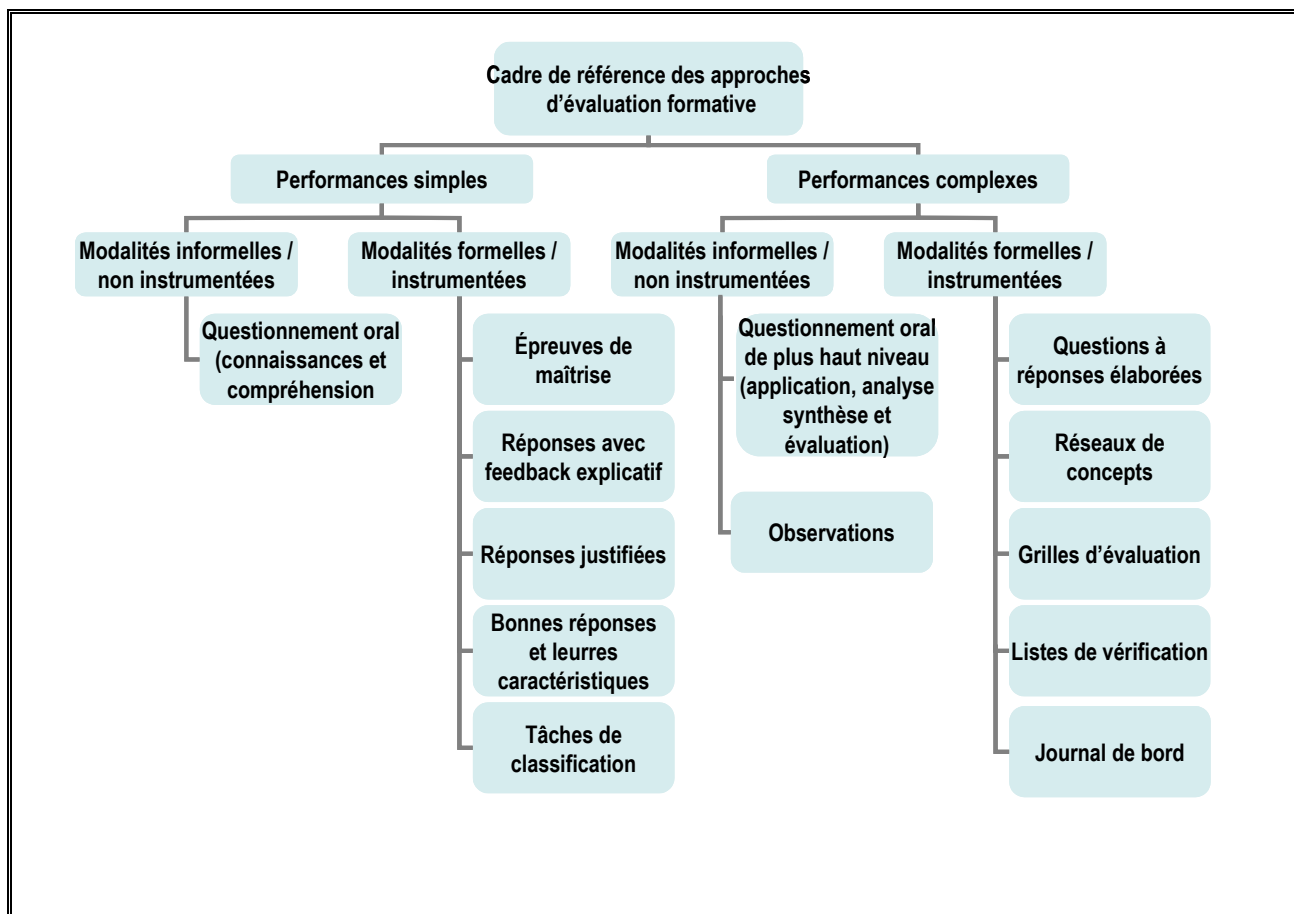 Cadre de référence des approches
d’évaluation formative
Performances simples
Performances complexes
Modalités informelles /
non instrumentées
Modalités formelles /
instrumentées
Modalités informelles /
non instrumentées
Modalités formelles /
instrumentées
Questionnement oral
(connaissances et
compréhension
Épreuves de
maîtrise
Réponses avec
feedback explicatif
Réponses justifiées
Bonnes réponses
et leurres
caractéristiques
Tâches de
classification
Questionnement oral
de plus haut niveau
(application, analyse
synthèse et
évaluation)
Observations
Questions à
réponses élaborées
Réseaux de
concepts
Grilles d’évaluation
Listes de vérification
Journal de bord